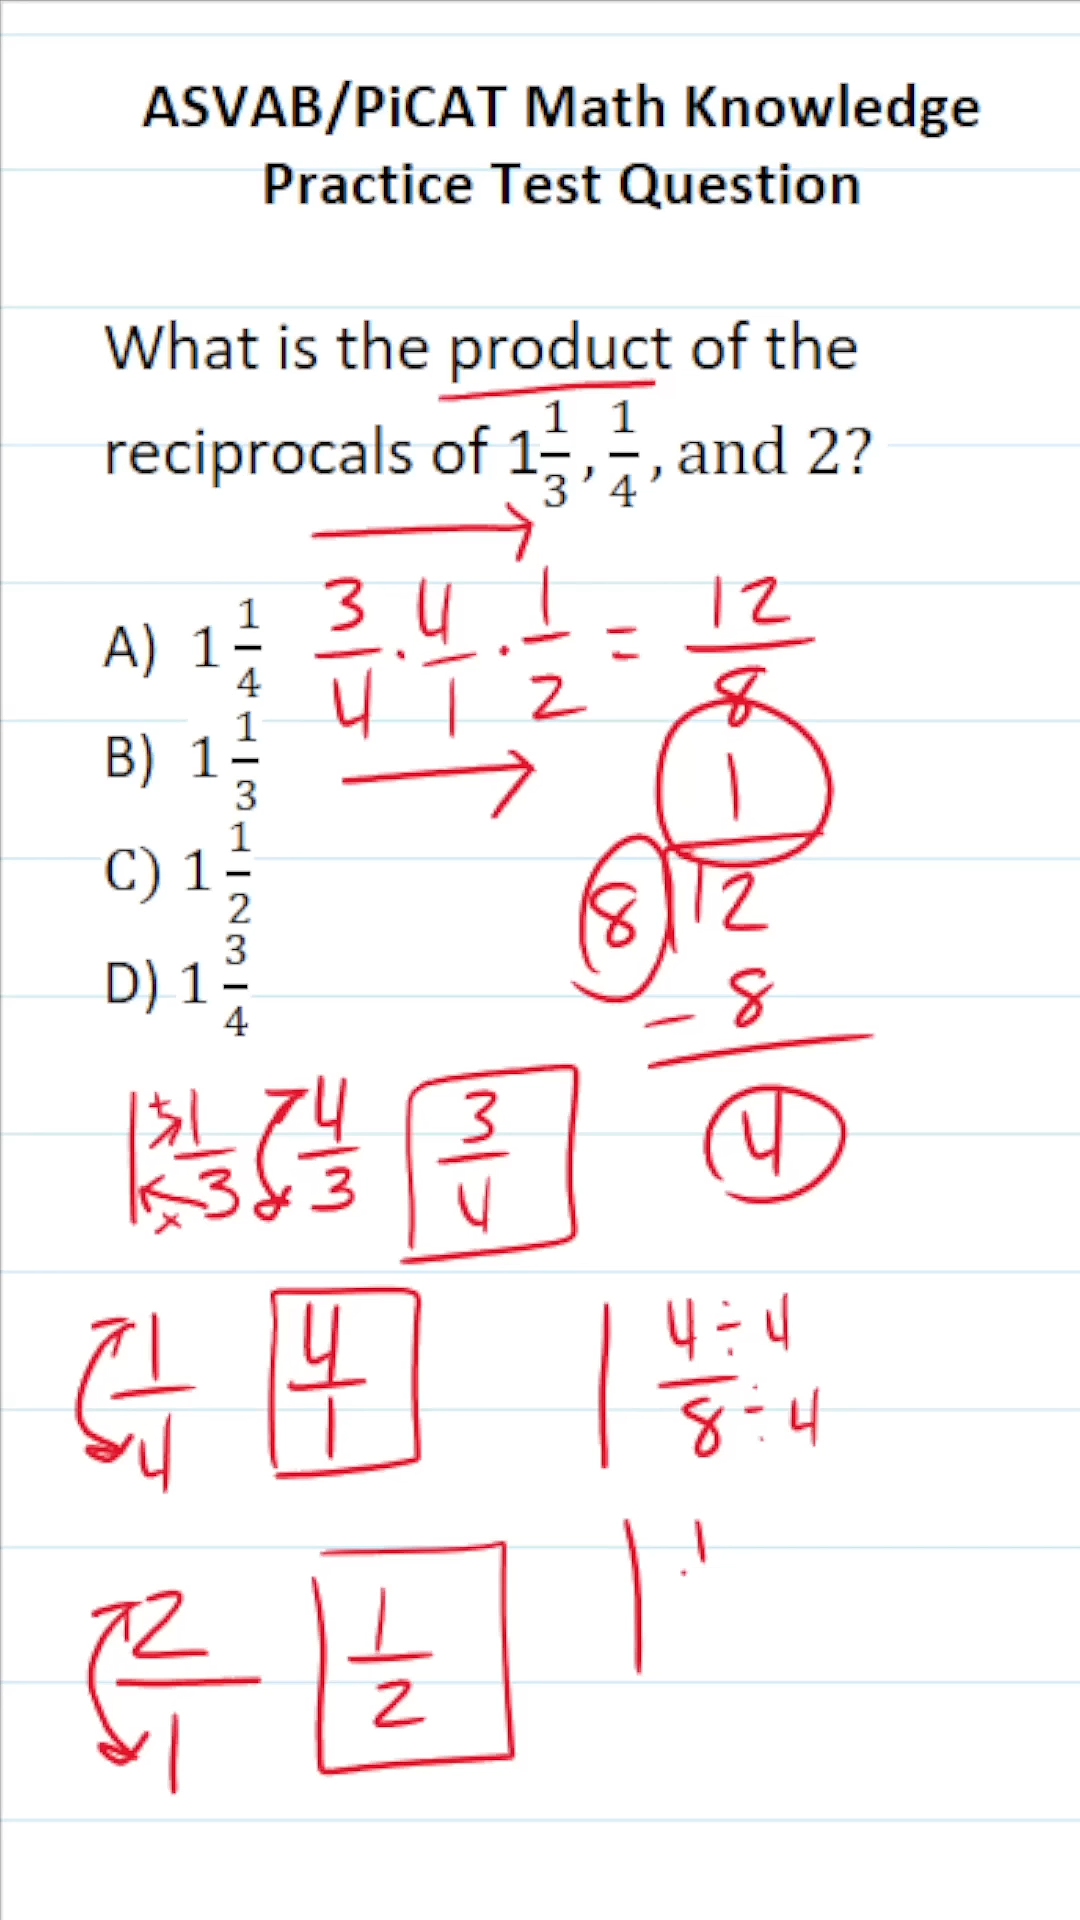 ASVAB/PiCAT Math Knowledge
Practice Test Question
What is the product of the
reciprocals of 1 1/3, 1/4, and 2?
A) 1 1/4
B) 1 1/3
C) 1 1/2
D) 1 3/4
3/4 · 4/1 · 1/2 = 12/8
1
8 12
- 8
4
1 + 1/3 x 4/3 3/4
1/4 4/1
1 4÷4/8÷4
2/1 1/2
1 1